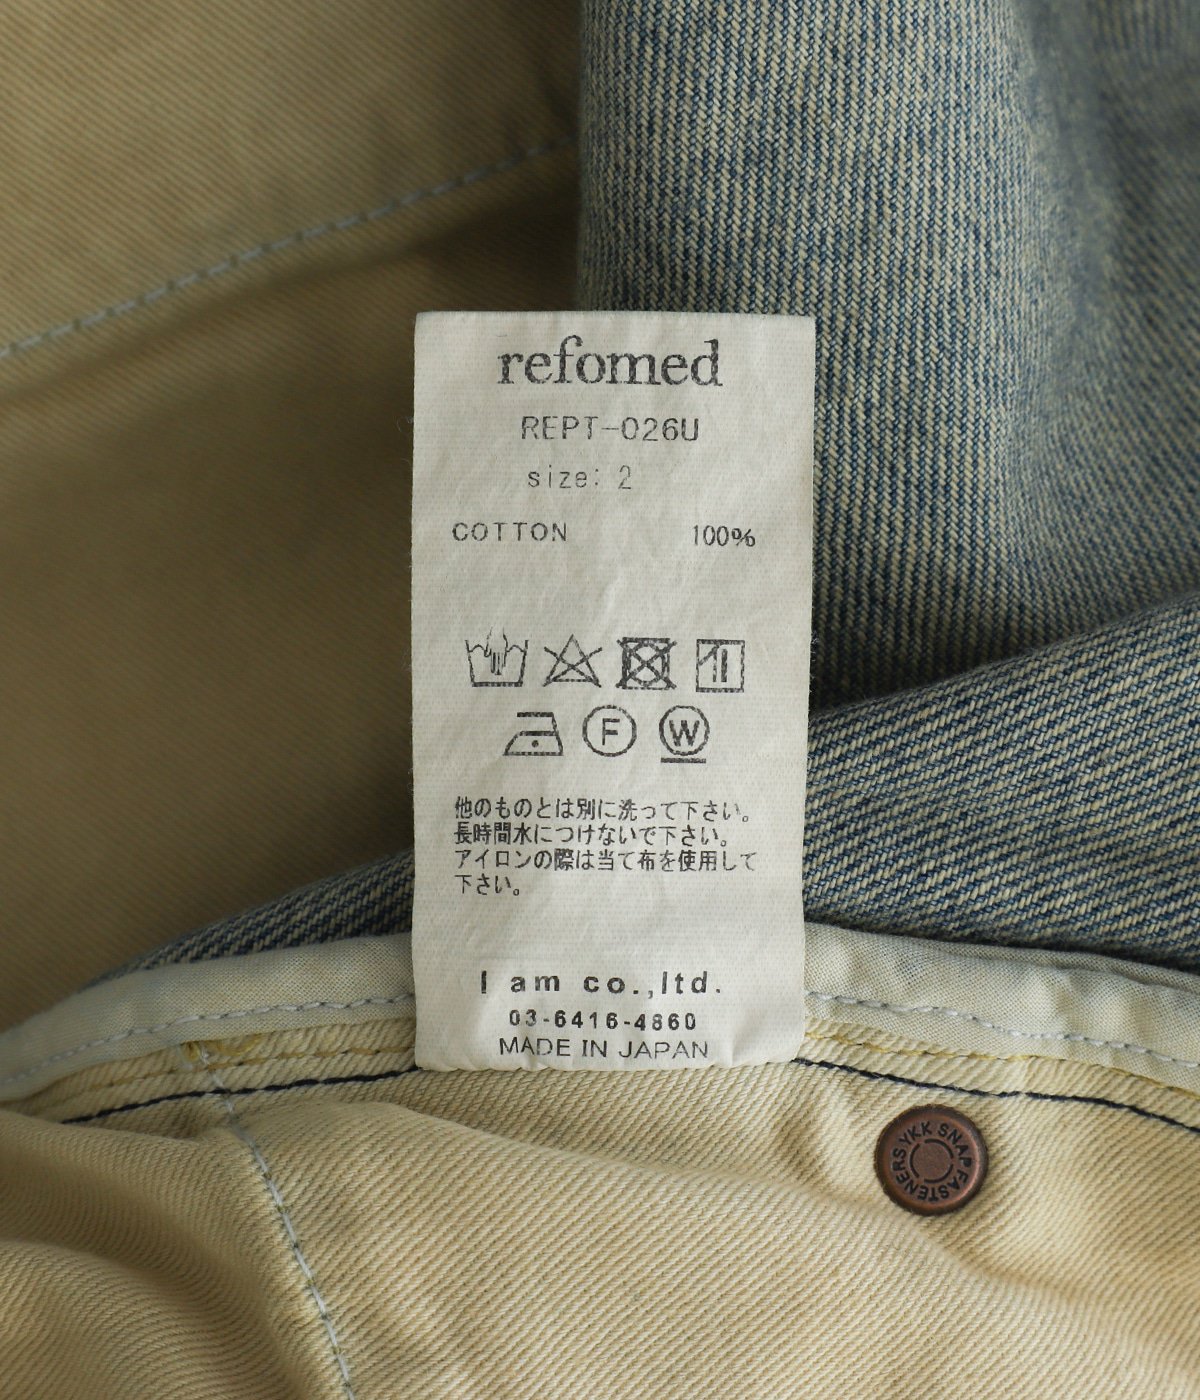 refomed
REPT-026U
size: 2
COTTON 100%
F W
他のものとは別に洗って下さい。
長時間水につけないで下さい。
アイロンの際は当て布を使用して
下さい。
I am co.,ltd.
03-6416-4860
MADE IN JAPAN
YKK SNAP FASTENERS